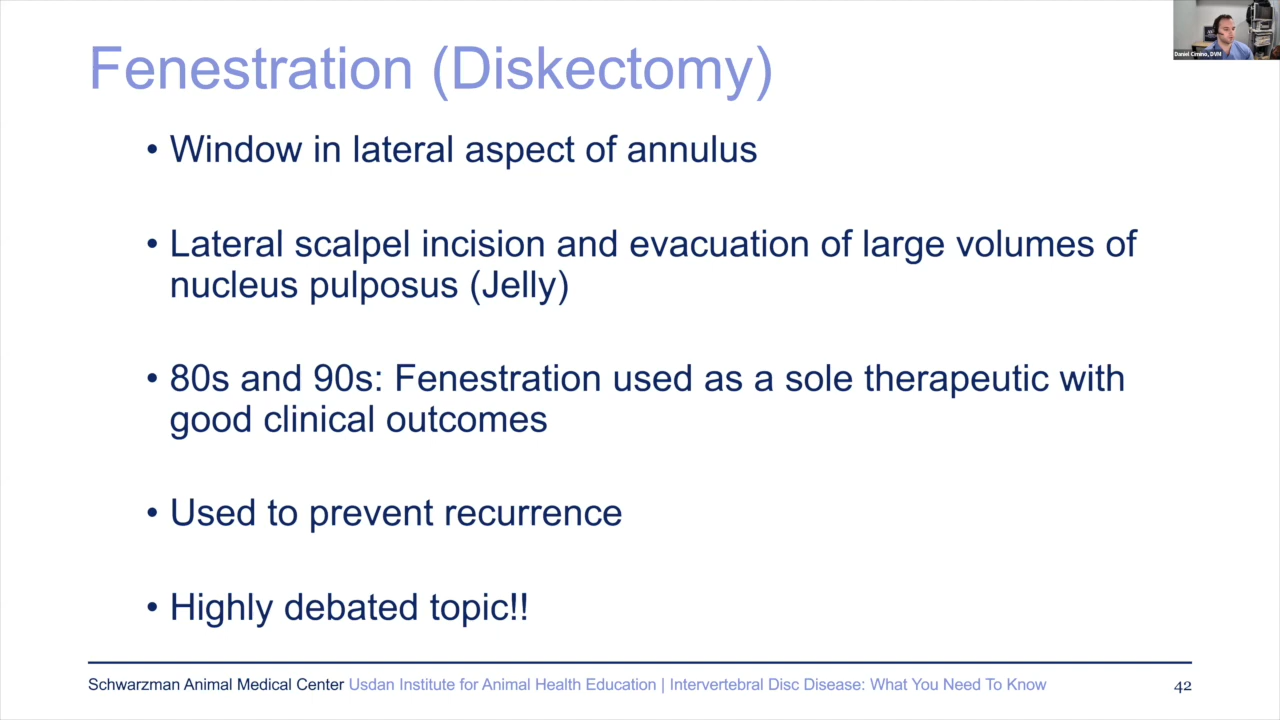 Fenestration (Diskectomy)
• Window in lateral aspect of annulus
• Lateral scalpel incision and evacuation of large volumes of
nucleus pulposus (Jelly)
• 80s and 90s: Fenestration used as a sole therapeutic with
good clinical outcomes
• Used to prevent recurrence
• Highly debated topic!!
Schwarzman Animal Medical Center Usdan Institute for Animal Health Education | Intervertebral Disc Disease: What You Need To Know 42
Daniel Cimino, DVM